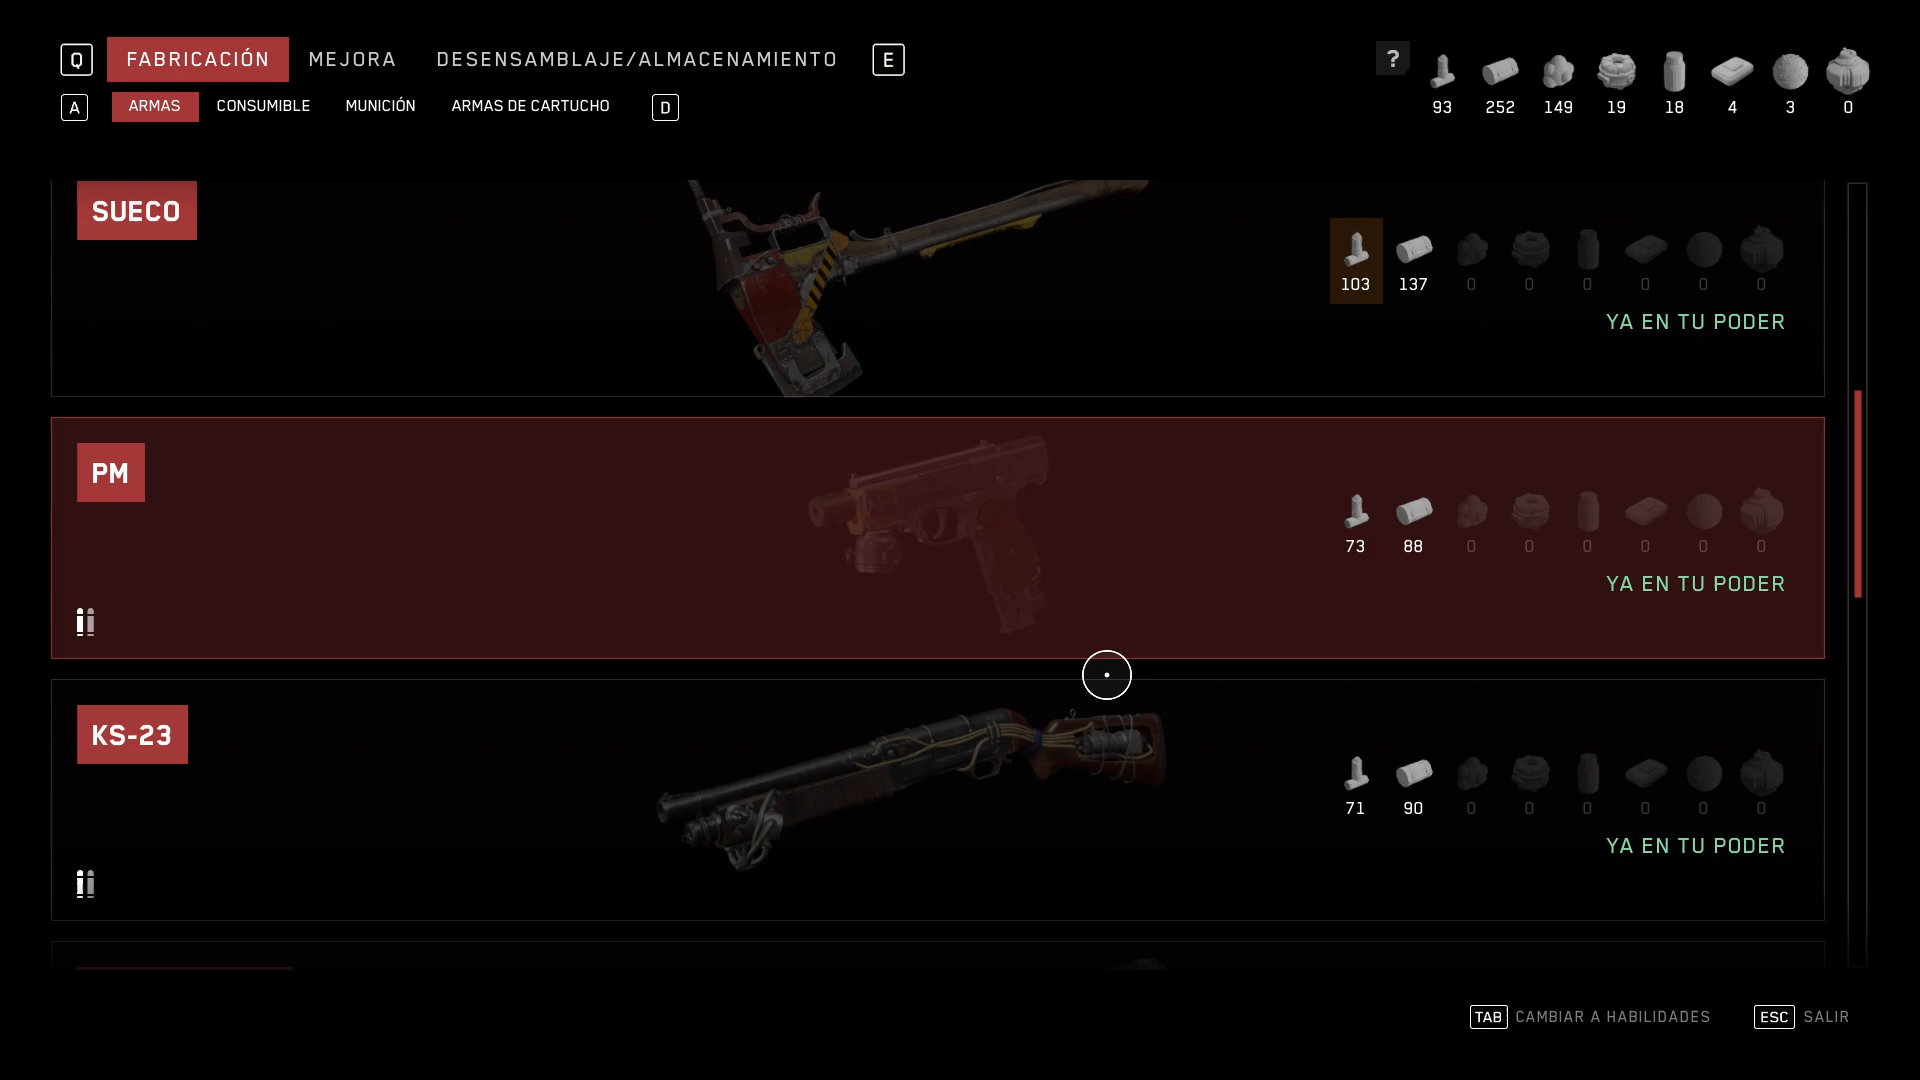 Q FABRICACIÓN MEJORA DESENSAMBLAJE/ALMACENAMIENTO E
?
93 252 149 19 18 4 3 0
A ARMAS CONSUMIBLE MUNICIÓN ARMAS DE CARTUCHO D
SUECO
103 137 0 0 0 0 0 0
YA EN TU PODER
PM
73 88 0 0 0 0 0 0
YA EN TU PODER
KS-23
71 90 0 0 0 0 0 0
YA EN TU PODER
TAB CAMBIAR A HABILIDADES ESC SALIR